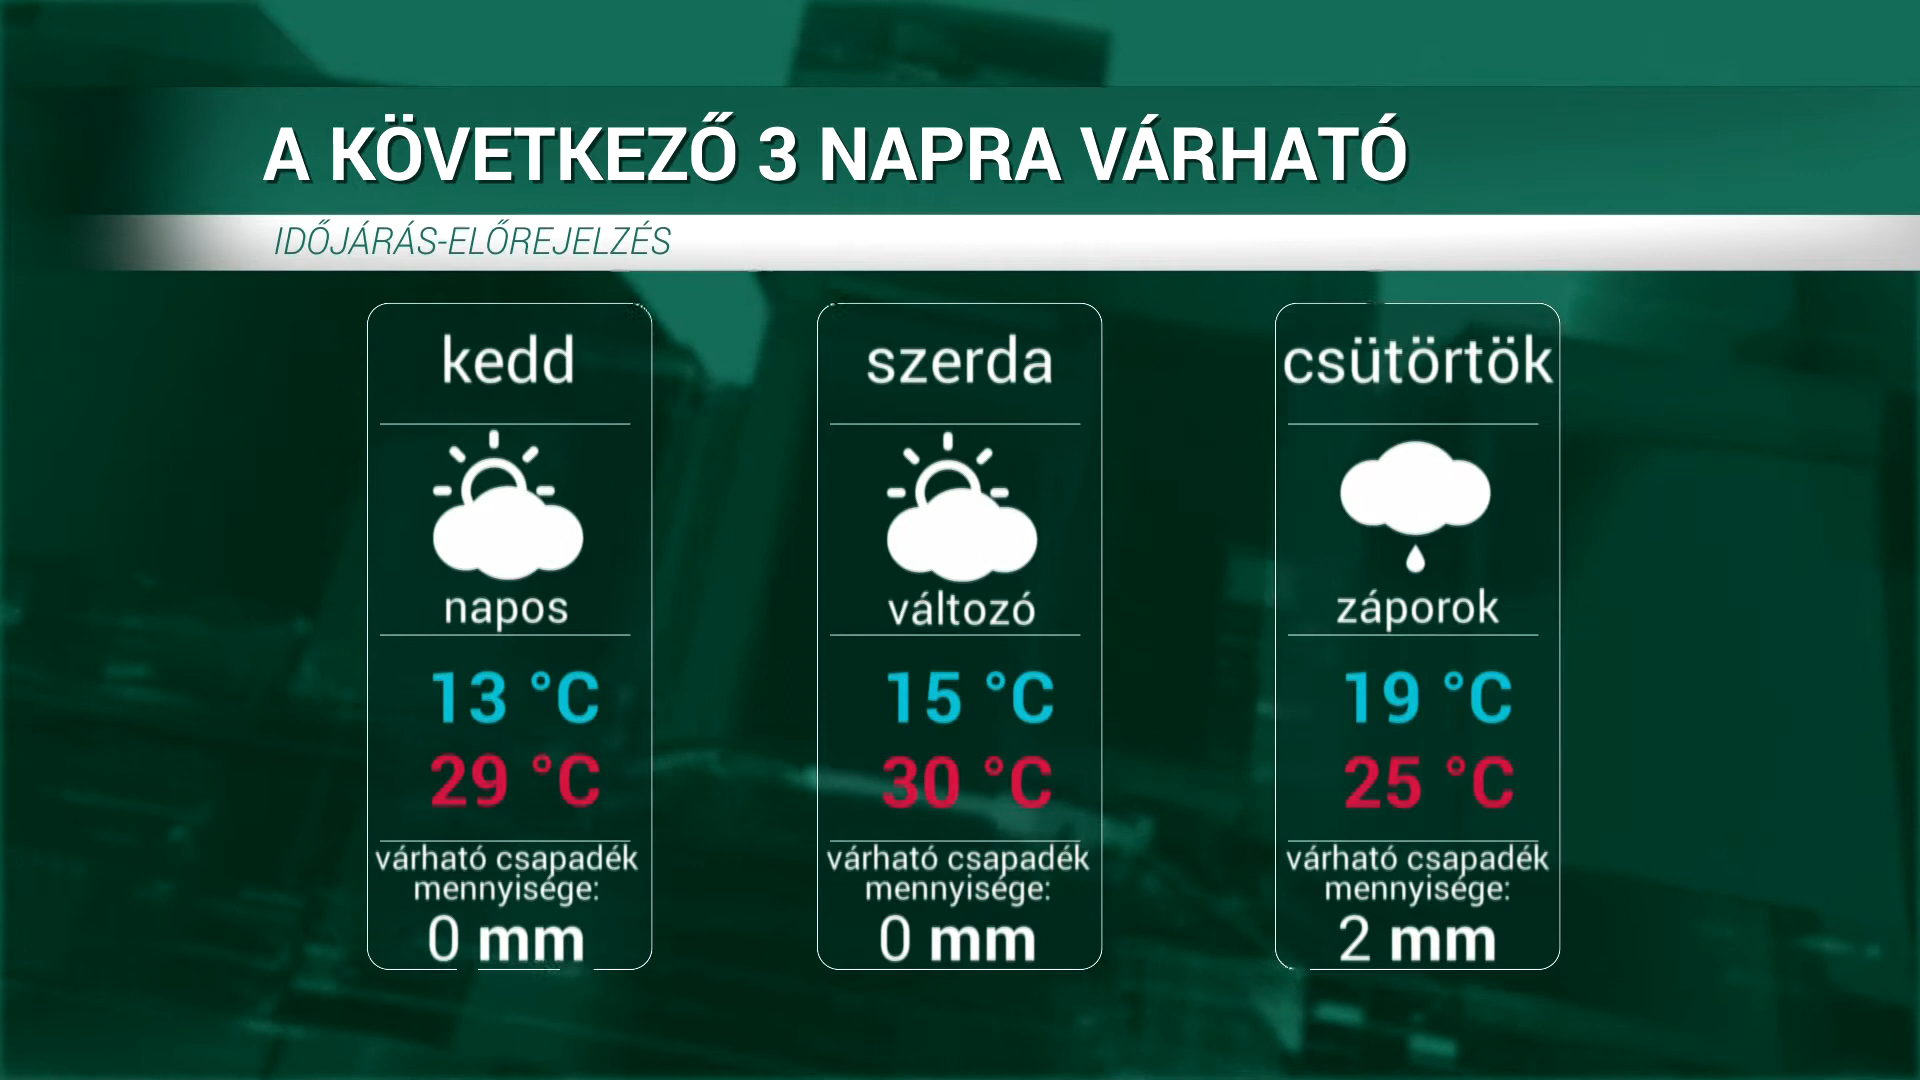 A KÖVETKEZŐ 3 NAPRA VÁRHATÓ
IDŐJÁRÁS-ELŐREJELZÉS
kedd
napos
13 °C
29 °C
várható csapadék
mennyisége:
0 mm
szerda
változó
15 °C
30 °C
várható csapadék
mennyisége:
0 mm
csütörtök
záporok
19 °C
25 °C
várható csapadék
mennyisége:
2 mm